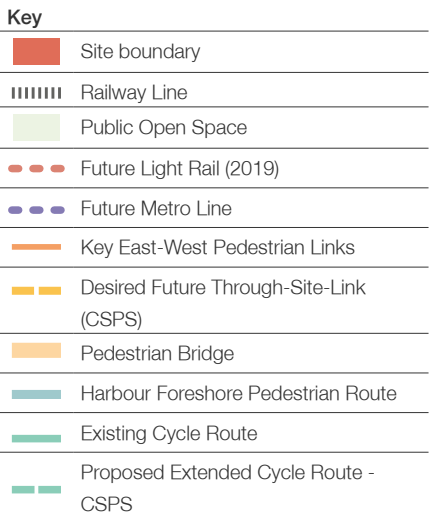 Key
Site boundary
Railway Line
Public Open Space
Future Light Rail (2019)
Future Metro Line
Key East-West Pedestrian Links
Desired Future Through-Site-Link
(CSPS)
Pedestrian Bridge
Harbour Foreshore Pedestrian Route
Existing Cycle Route
Proposed Extended Cycle Route -
CSPS